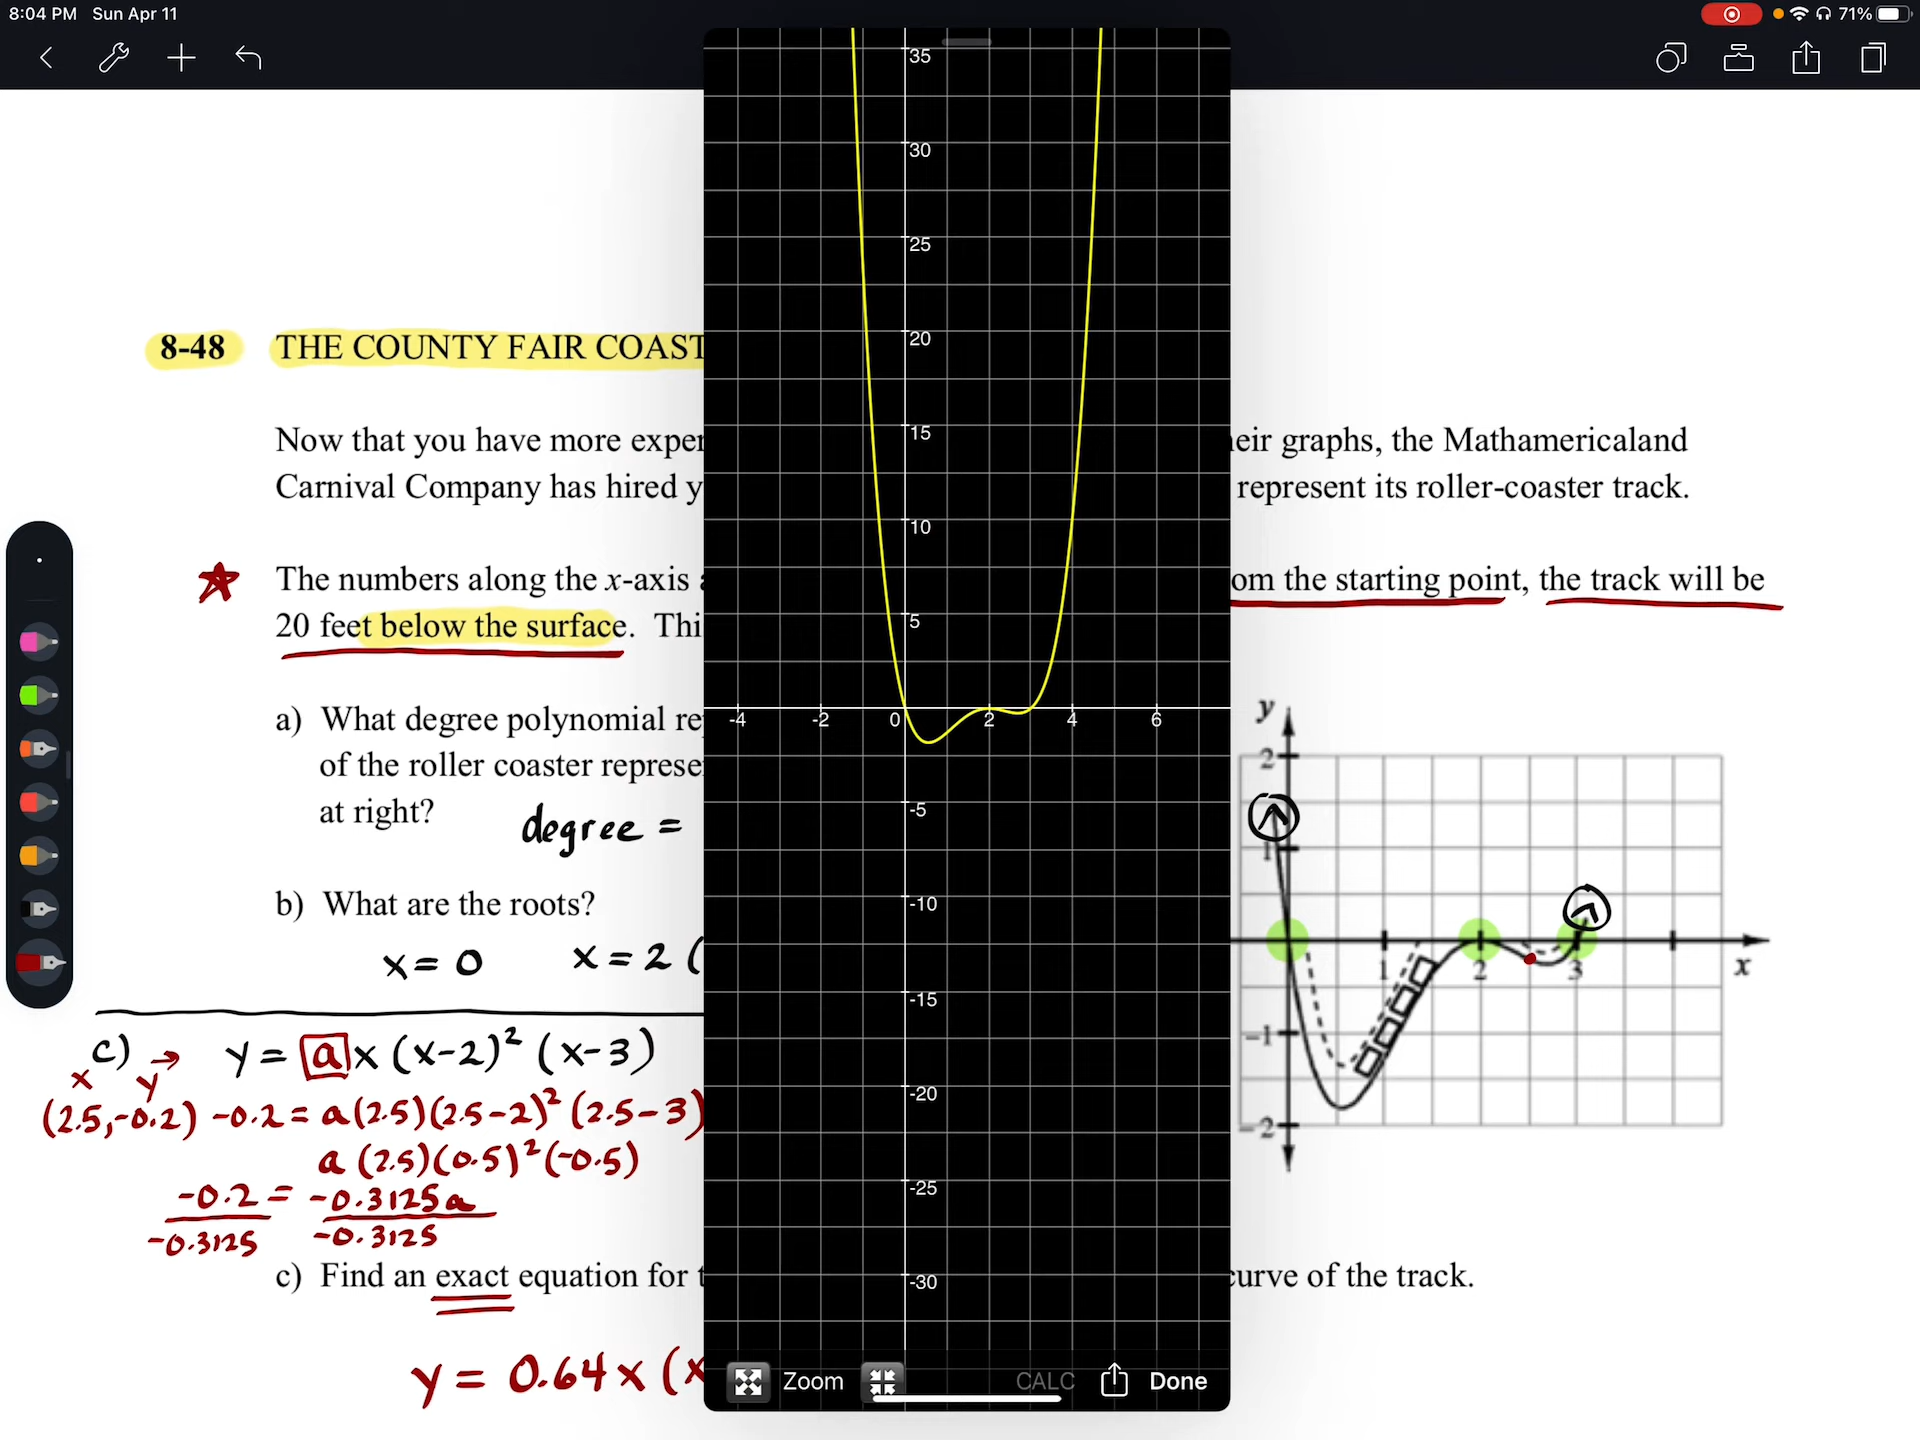 8:04 PM Sun Apr 11
71%
8-48 THE COUNTY FAIR COAST
Now that you have more exper
eir graphs, the Mathamericaland
Carnival Company has hired y
represent its roller-coaster track.
The numbers along the x-axis
om the starting point, the track will be
20 feet below the surface. Thi
a) What degree polynomial re
of the roller coaster represe
at right?
degree =
b) What are the roots?
x = 0 x = 2 (
c) y = a x (x-2)² (x-3)
x y
(2.5,-0.2) -0.2 = a(2.5)(2.5-2)² (2.5-3)
a (2.5)(0.5)²(-0.5)
-0.2 = -0.3125a
-0.3125 -0.3125
c) Find an exact equation for t
curve of the track.
y = 0.64x (x
35
30
25
20
15
10
5
-4 -2 0 2 4 6
-5
-10
-15
-20
-25
-30
Zoom CALC Done
y
2
1
1 2 3 x
-1
-2